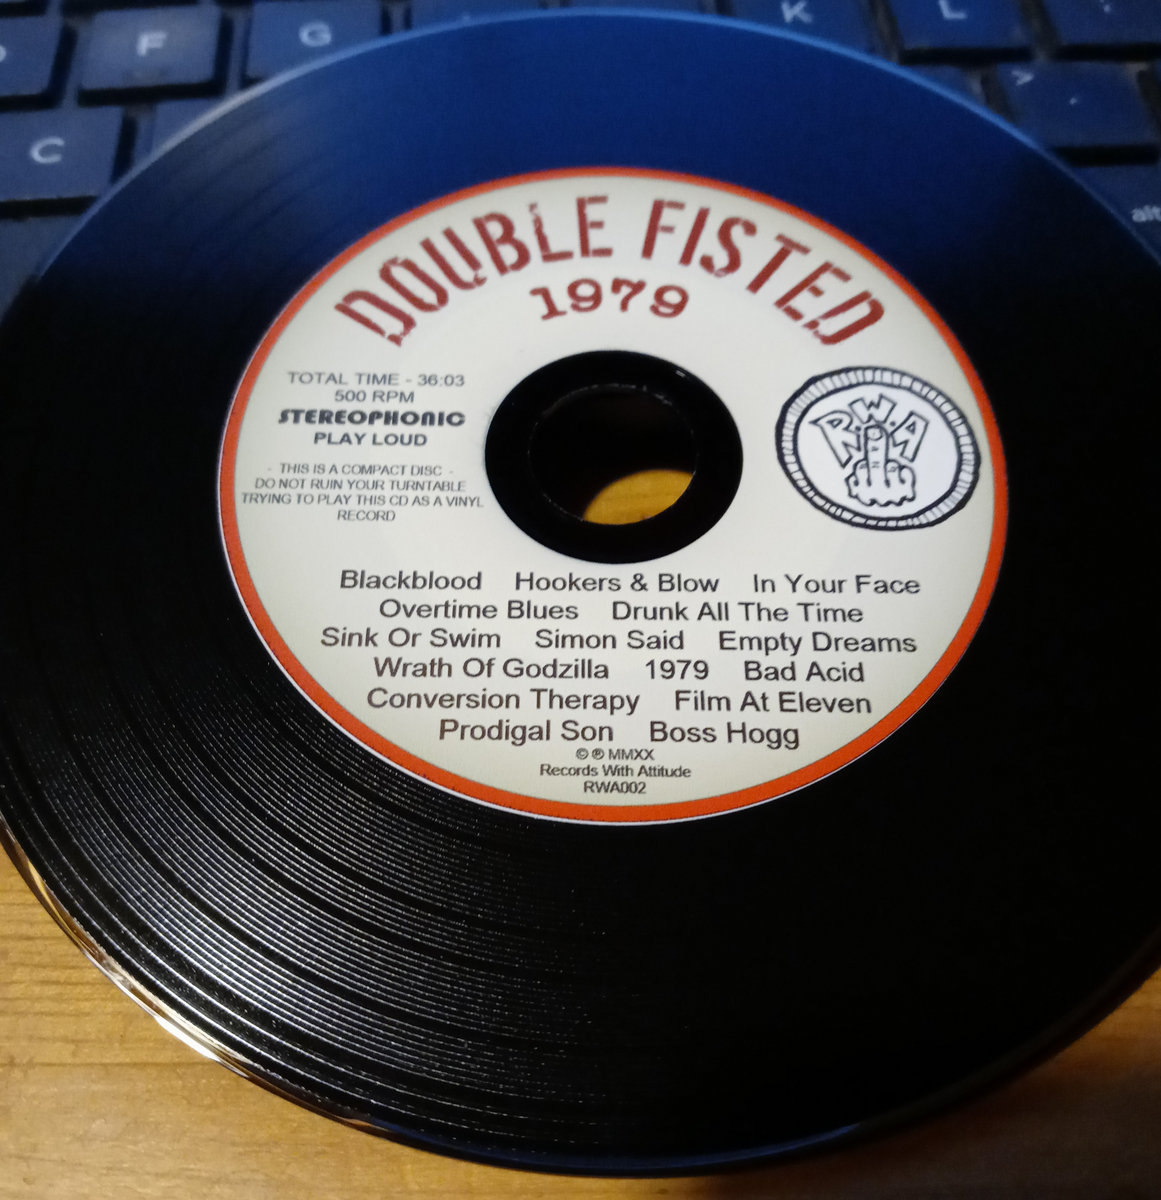 F G K L
C
alt
DOUBLE FISTED
1979
TOTAL TIME - 36:03
500 RPM
STEREOPHONIC
PLAY LOUD
- THIS IS A COMPACT DISC -
DO NOT RUIN YOUR TURNTABLE
TRYING TO PLAY THIS CD AS A VINYL
RECORD
R.W.A
Blackblood Hookers & Blow In Your Face
Overtime Blues Drunk All The Time
Sink Or Swim Simon Said Empty Dreams
Wrath Of Godzilla 1979 Bad Acid
Conversion Therapy Film At Eleven
Prodigal Son Boss Hogg
© ℗ MMXX
Records With Attitude
RWA002